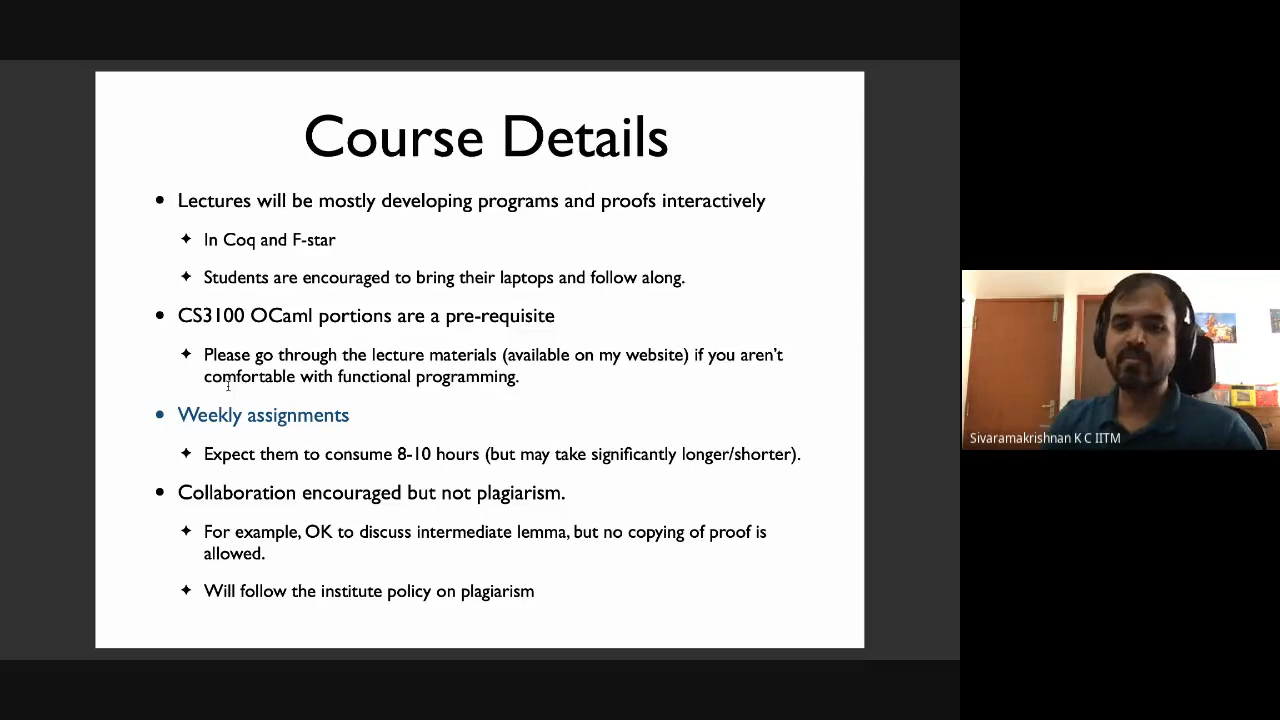 Course Details
• Lectures will be mostly developing programs and proofs interactively
✦ In Coq and F-star
✦ Students are encouraged to bring their laptops and follow along.
• CS3100 OCaml portions are a pre-requisite
✦ Please go through the lecture materials (available on my website) if you aren't
comfortable with functional programming.
• Weekly assignments
✦ Expect them to consume 8-10 hours (but may take significantly longer/shorter).
• Collaboration encouraged but not plagiarism.
✦ For example, OK to discuss intermediate lemma, but no copying of proof is
allowed.
✦ Will follow the institute policy on plagiarism
Sivaramakrishnan K C IITM